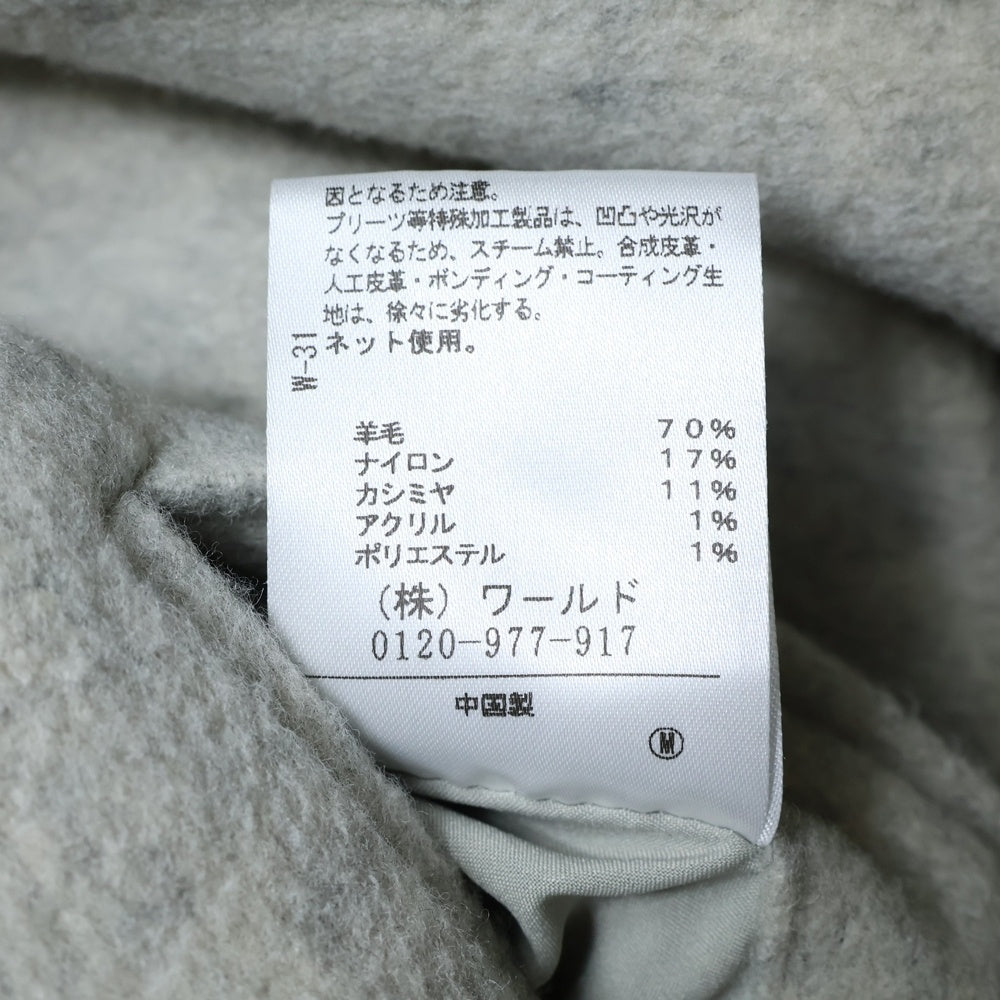 因となるため注意。
プリーツ等特殊加工製品は、凹凸や光沢が
なくなるため、スチーム禁止。合成皮革・
人工皮革・ボンディング・コーティング生
地は、徐々に劣化する。
ネット使用。
W-31
羊毛 70%
ナイロン 17%
カシミヤ 11%
アクリル 1%
ポリエステル 1%
(株) ワールド
0120-977-917
中国製
M